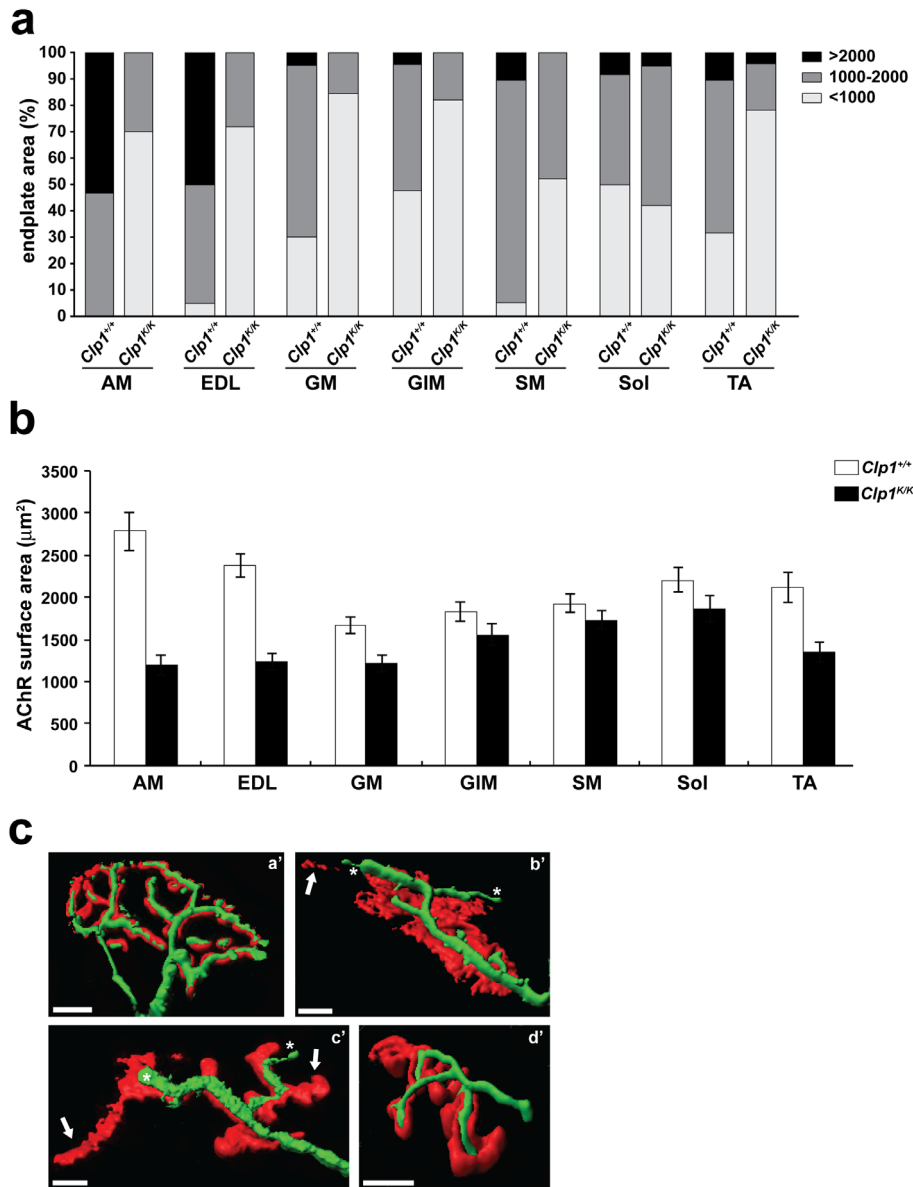 a
endplate area (%)
100
90
80
70
60
50
40
30
20
10
0
>2000
1000-2000
<1000
Clp1+/+ Clp1K/K Clp1+/+ Clp1K/K Clp1+/+ Clp1K/K Clp1+/+ Clp1K/K Clp1+/+ Clp1K/K Clp1+/+ Clp1K/K Clp1+/+ Clp1K/K
AM EDL GM GIM SM Sol TA
b
AChR surface area (μm²)
3500
3000
2500
2000
1500
1000
500
0
Clp1+/+
Clp1K/K
AM EDL GM GIM SM Sol TA
c
a' b'
* *
c' d'
* *